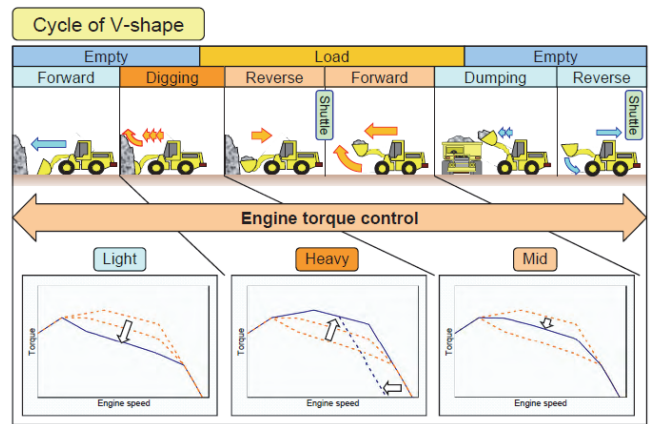 Cycle of V-shape
Empty Load Empty
Forward Digging Reverse Forward Dumping Reverse
Shuttle Shuttle
Engine torque control
Light Heavy Mid
Torque Torque Torque
Engine speed Engine speed Engine speed